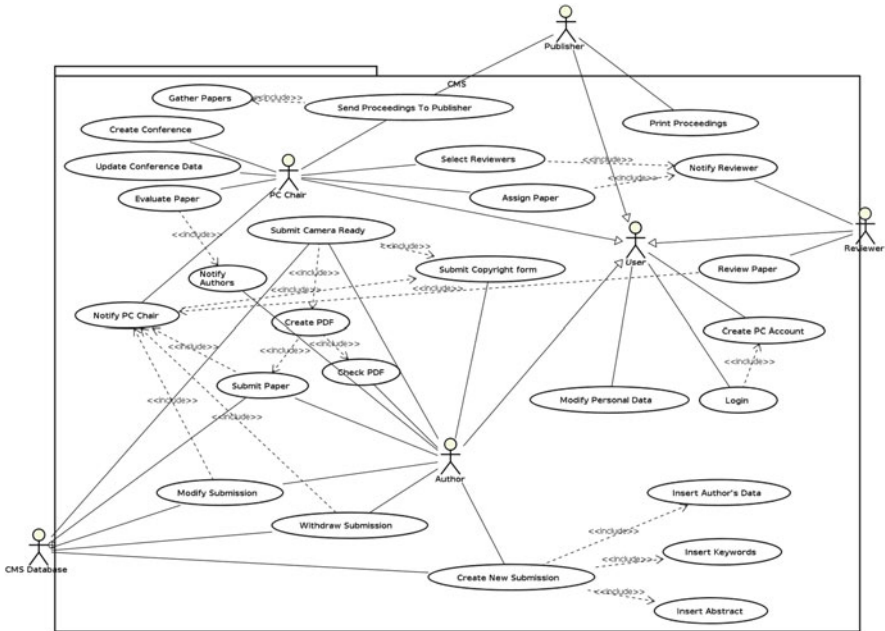 Publisher
CMS
Gather Papers
<<include>>
Send Proceedings To Publisher
Print Proceedings
Create Conference
Select Reviewers
<<include>>
Notify Reviewer
Update Conference Data
PC Chair
<<include>>
Assign Paper
Evaluate Paper
Submit Camera Ready
<<include>>
<<include>>
User
Reviewer
Submit Copyright form
Review Paper
Notify
Authors
<<include>>
<<include>>
<<include>>
Notify PC Chair
Create PDF
Create PC Account
<<include>>
<<include>>
<<include>>
Check PDF
<<include>>
Submit Paper
Modify Personal Data
Login
<<include>>
<<include>>
Author
Modify Submission
Insert Author's Data
Withdraw Submission
<<include>>
CMS Database
Insert Keywords
<<include>>
Create New Submission
<<include>>
Insert Abstract